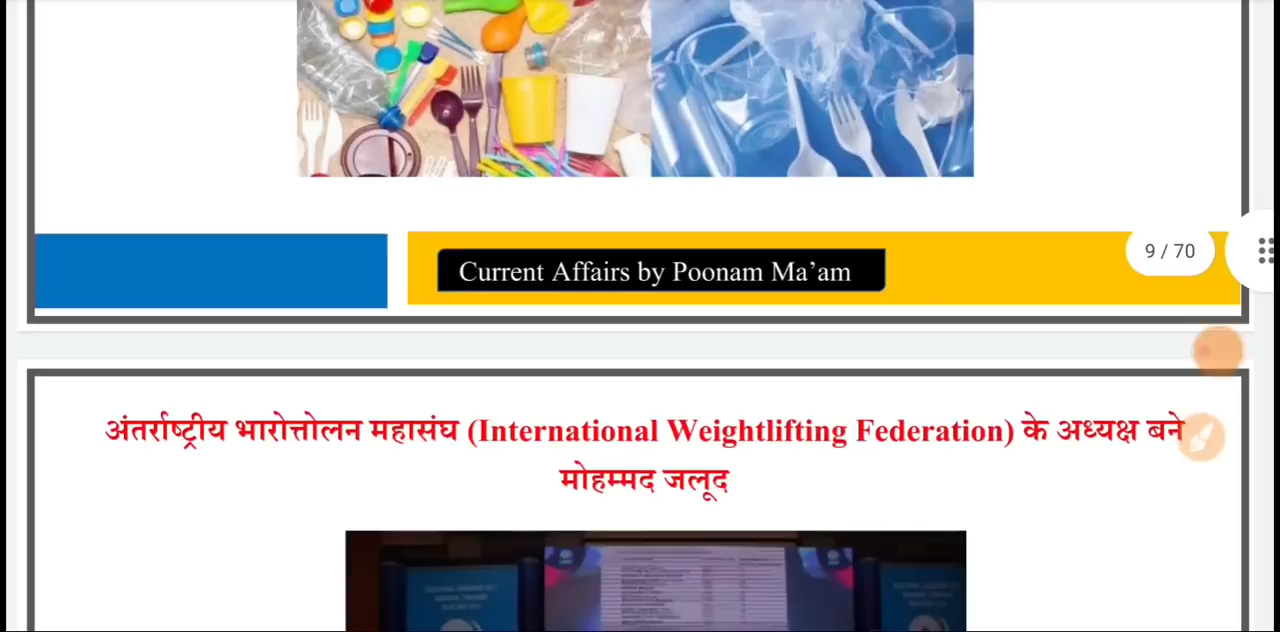 Current Affairs by Poonam Ma'am
9 / 70
अंतर्राष्ट्रीय भारोत्तोलन महासंघ (International Weightlifting Federation) के अध्यक्ष बने
मोहम्मद जलूद